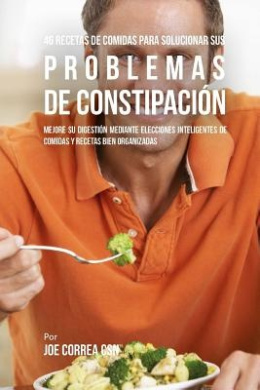 46 RECETAS DE COMIDAS PARA SOLUCIONAR SUS
PROBLEMAS
DE CONSTIPACIÓN
MEJORE SU DIGESTIÓN MEDIANTE ELECCIONES INTELIGENTES DE
COMIDAS Y RECETAS BIEN ORGANIZADAS
Por
JOE CORREA CSN